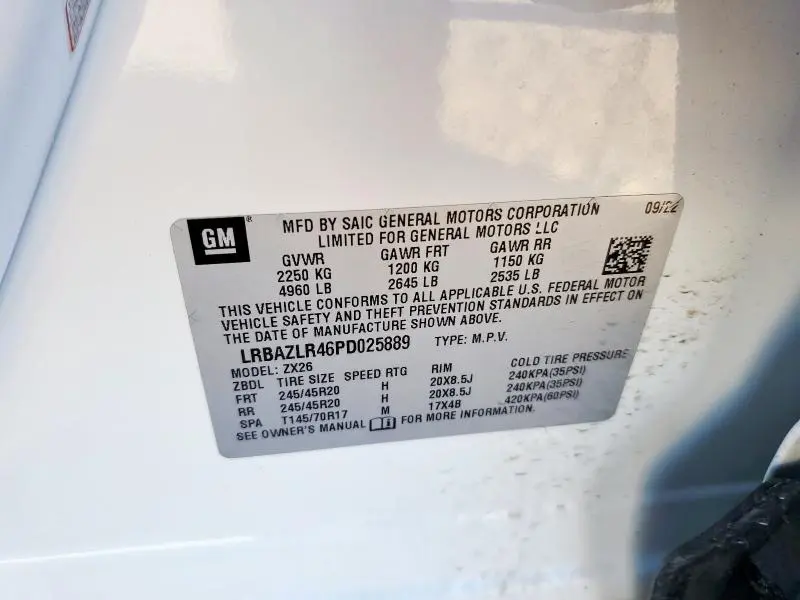 GM
®
MFD BY SAIC GENERAL MOTORS CORPORATION 09/22
LIMITED FOR GENERAL MOTORS LLC
GVWR GAWR FRT GAWR RR
2250 KG 1200 KG 1150 KG
4960 LB 2645 LB 2535 LB
THIS VEHICLE CONFORMS TO ALL APPLICABLE U.S. FEDERAL MOTOR
VEHICLE SAFETY AND THEFT PREVENTION STANDARDS IN EFFECT ON
THE DATE OF MANUFACTURE SHOWN ABOVE.
LRBAZLR46PD025889 TYPE: M.P.V.
MODEL: ZX26
ZBDL TIRE SIZE SPEED RTG RIM COLD TIRE PRESSURE
FRT 245/45R20 H 20X8.5J 240KPA(35PSI)
RR 245/45R20 H 20X8.5J 240KPA(35PSI)
SPA T145/70R17 M 17X4B 420KPA(60PSI)
SEE OWNER'S MANUAL FOR MORE INFORMATION.